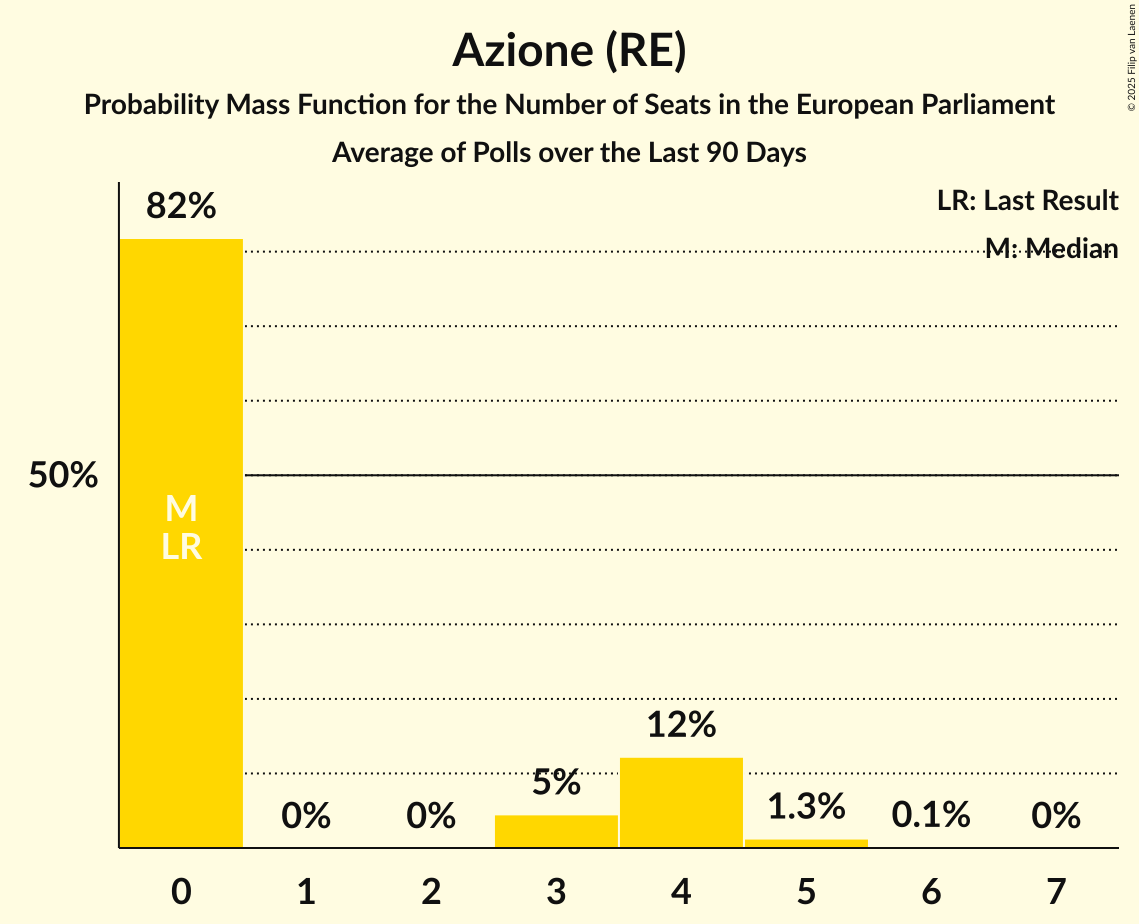 Azione (RE)
Probability Mass Function for the Number of Seats in the European Parliament
Average of Polls over the Last 90 Days
© 2025 Filip van Laenen
LR: Last Result
M: Median
82%
50%
M
LR
0%
0%
5%
12%
1.3%
0.1%
0%
0 1 2 3 4 5 6 7